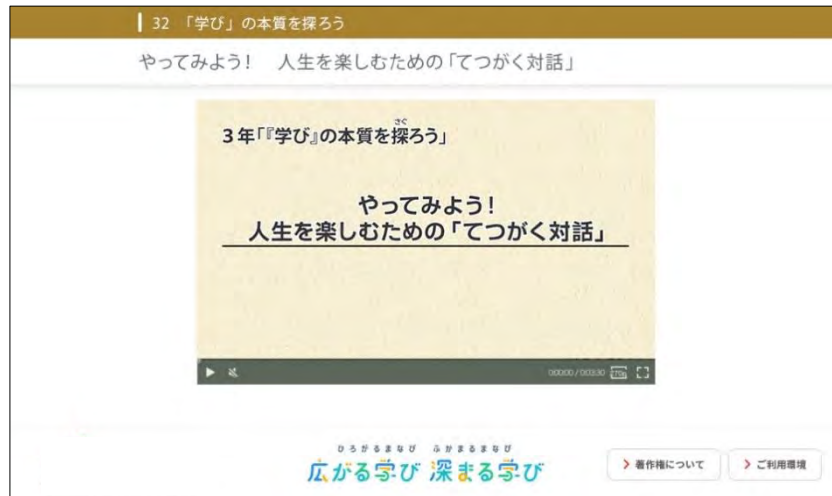 32 「学び」の本質を探ろう
やってみよう！ 人生を楽しむための「てつがく対話」
さぐ
3年「『学び』の本質を探ろう」
やってみよう！
人生を楽しむための「てつがく対話」
00:00 / 03:30
ひろがるまなび ふかまるまなび
広がる学び 深まる学び
著作権について
ご利用環境